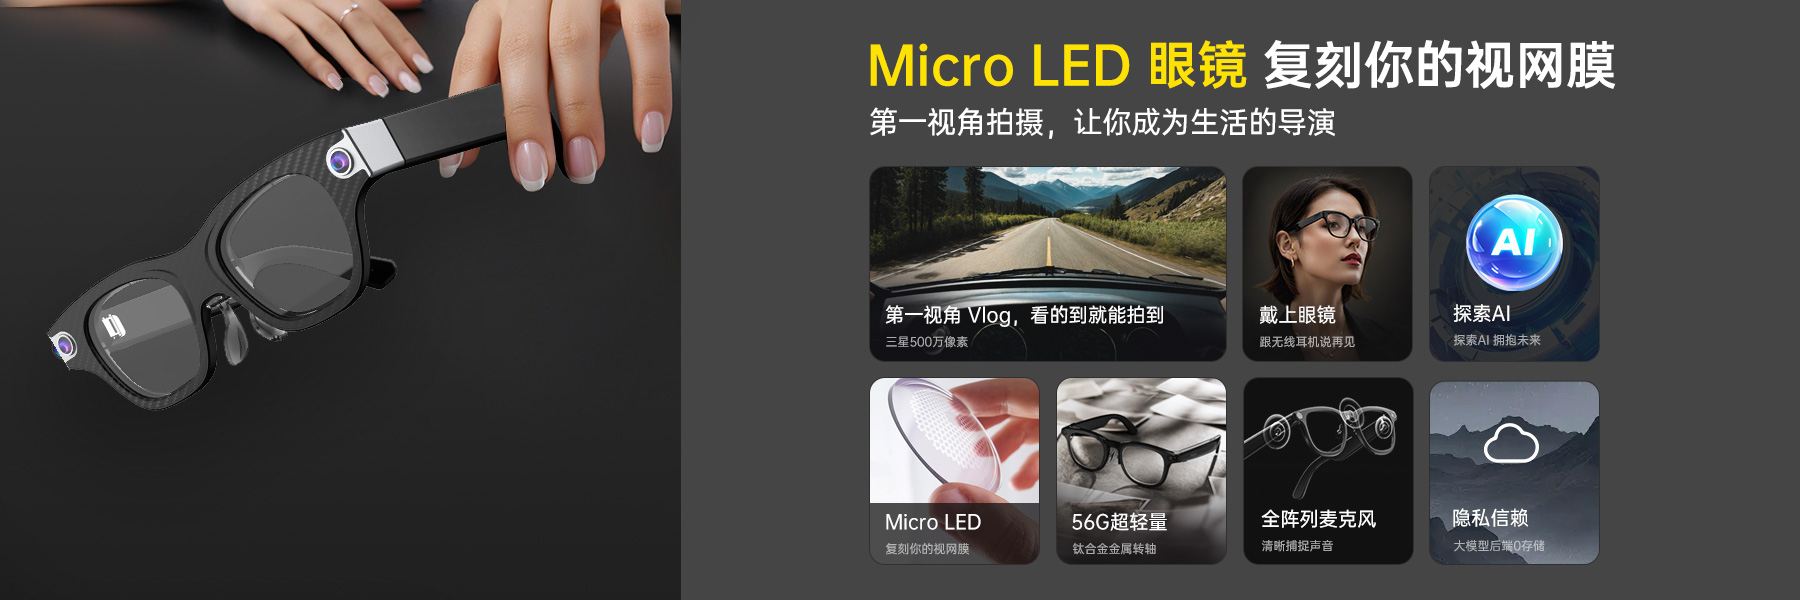 Micro LED 眼镜 复刻你的视网膜
第一视角拍摄，让你成为生活的导演
第一视角 Vlog，看的到就能拍到
三星500万像素
戴上眼镜
跟无线耳机说再见
AI
探索AI
探索AI 拥抱未来
Micro LED
复刻你的视网膜
56G超轻量
钛合金金属转轴
全阵列麦克风
清晰捕捉声音
隐私信赖
大模型后端0存储